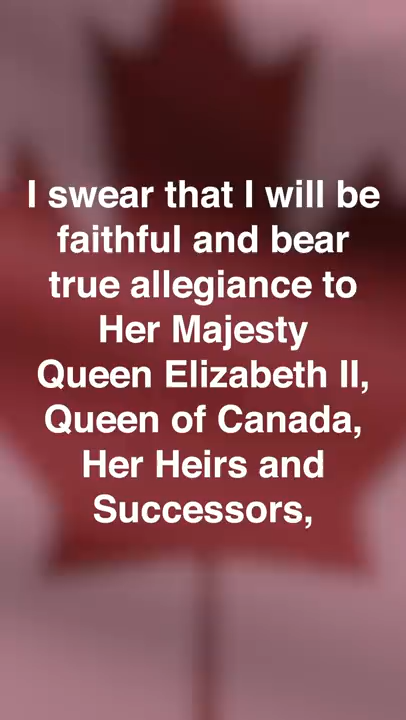 I swear that I will be
faithful and bear
true allegiance to
Her Majesty
Queen Elizabeth II,
Queen of Canada,
Her Heirs and
Successors,